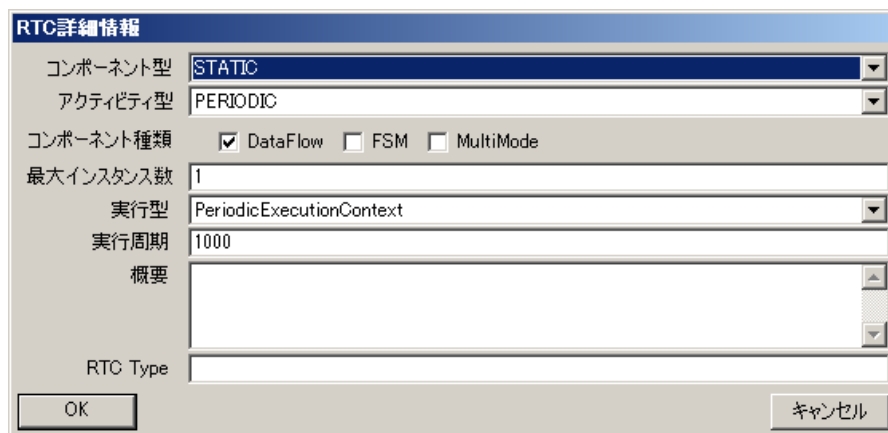 RTC詳細情報
コンポーネント型 STATIC
アクティビティ型 PERIODIC
コンポーネント種類 DataFlow FSM MultiMode
最大インスタンス数 1
実行型 PeriodicExecutionContext
実行周期 1000
概要
RTC Type
OK キャンセル